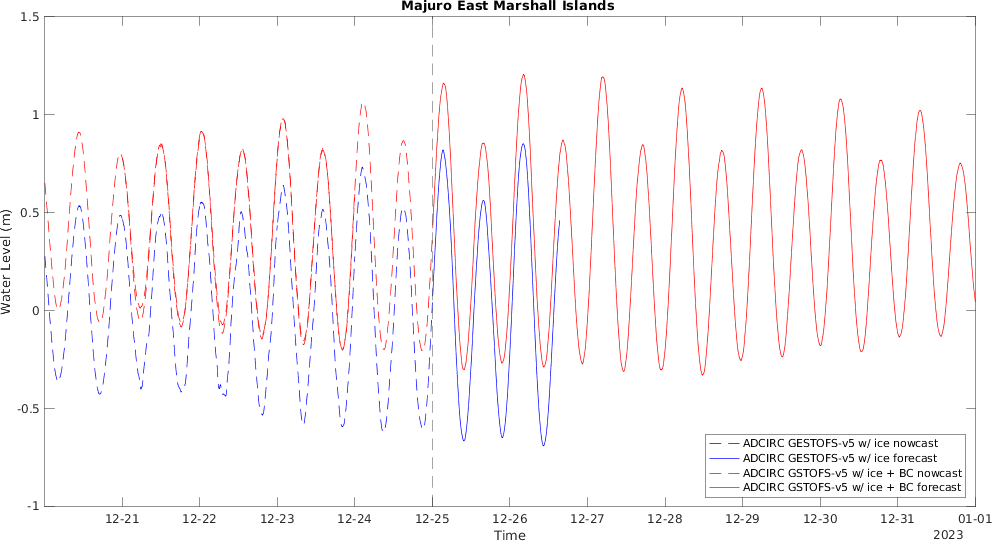 Majuro East Marshall Islands
1.5
1
0.5
0
-0.5
-1
Water Level (m)
12-21 12-22 12-23 12-24 12-25 12-26 12-27 12-28 12-29 12-30 12-31 01-01
Time
2023
ADCIRC GESTOFS-v5 w/ ice nowcast
ADCIRC GESTOFS-v5 w/ ice forecast
ADCIRC GSTOFS-v5 w/ ice + BC nowcast
ADCIRC GSTOFS-v5 w/ ice + BC forecast